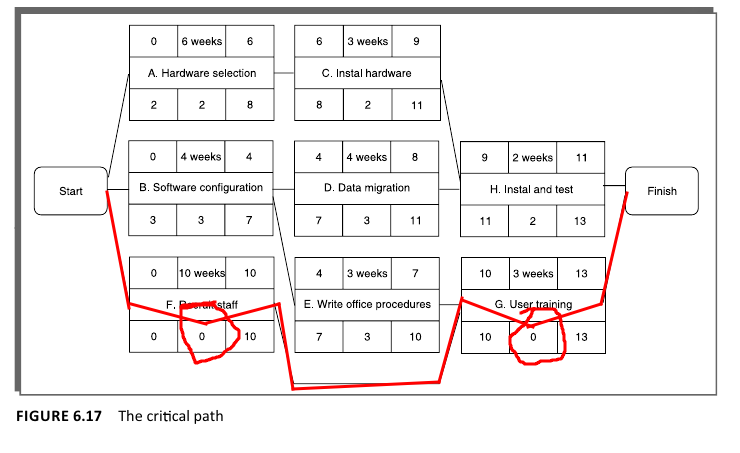 0 6 weeks 6
A. Hardware selection
2 2 8
6 3 weeks 9
C. Instal hardware
8 2 11
0 4 weeks 4
B. Software configuration
3 3 7
4 4 weeks 8
D. Data migration
7 3 11
9 2 weeks 11
H. Instal and test
11 2 13
Start
Finish
0 10 weeks 10
F. Recruit staff
0 0 10
4 3 weeks 7
E. Write office procedures
7 3 10
10 3 weeks 13
G. User training
10 0 13
FIGURE 6.17 The critical path